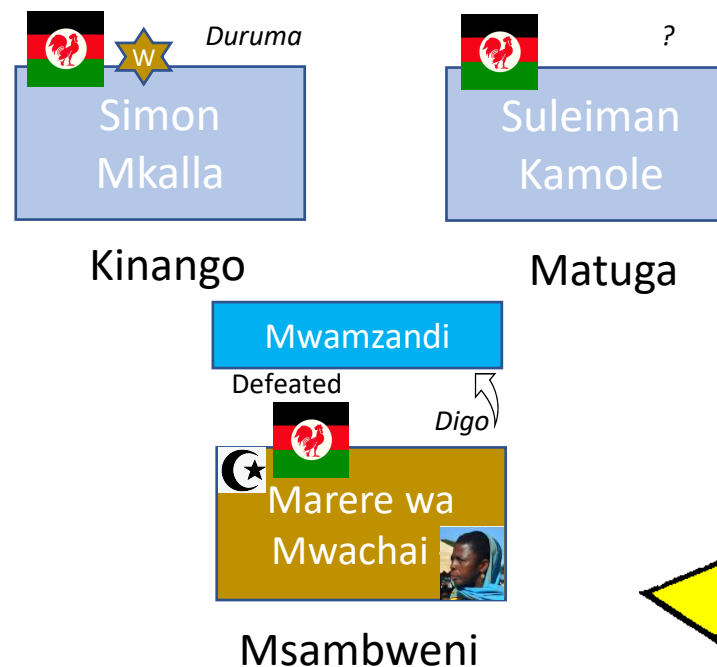 Duruma
?
W
Simon
Mkalla
Suleiman
Kamole
Kinango
Matuga
Mwamzandi
Defeated
Digo
Marere wa
Mwachai
Msambweni